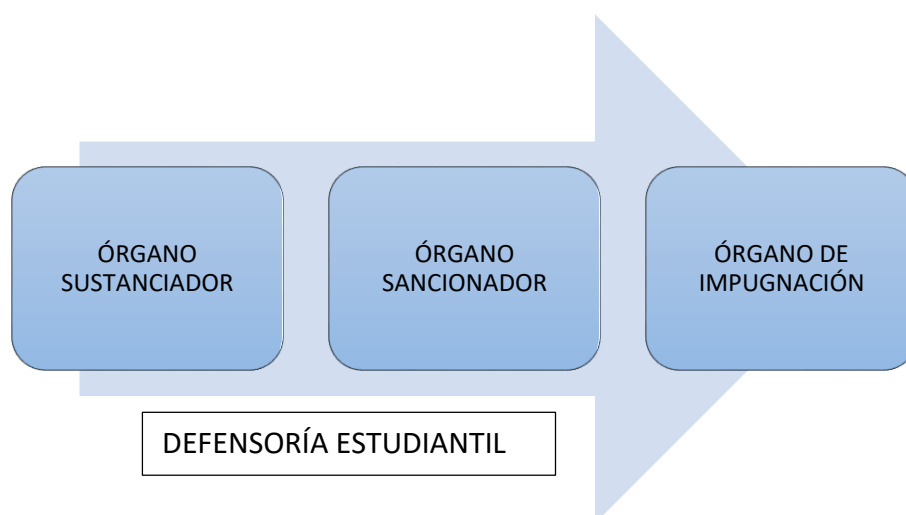 ÓRGANO
SUSTANCIADOR
ÓRGANO
SANCIONADOR
ÓRGANO DE
IMPUGNACIÓN
DEFENSORÍA ESTUDIANTIL